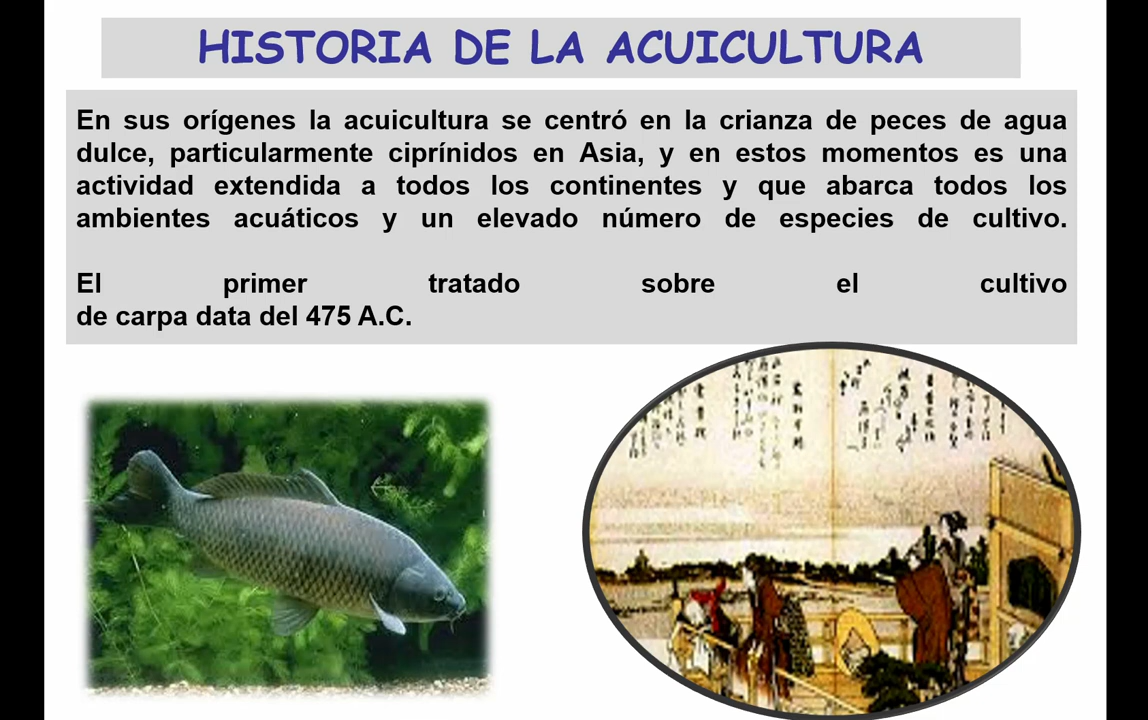 HISTORIA DE LA ACUICULTURA
En sus orígenes la acuicultura se centró en la crianza de peces de agua
dulce, particularmente ciprínidos en Asia, y en estos momentos es una
actividad extendida a todos los continentes y que abarca todos los
ambientes acuáticos y un elevado número de especies de cultivo.
El primer tratado sobre el cultivo
de carpa data del 475 A.C.